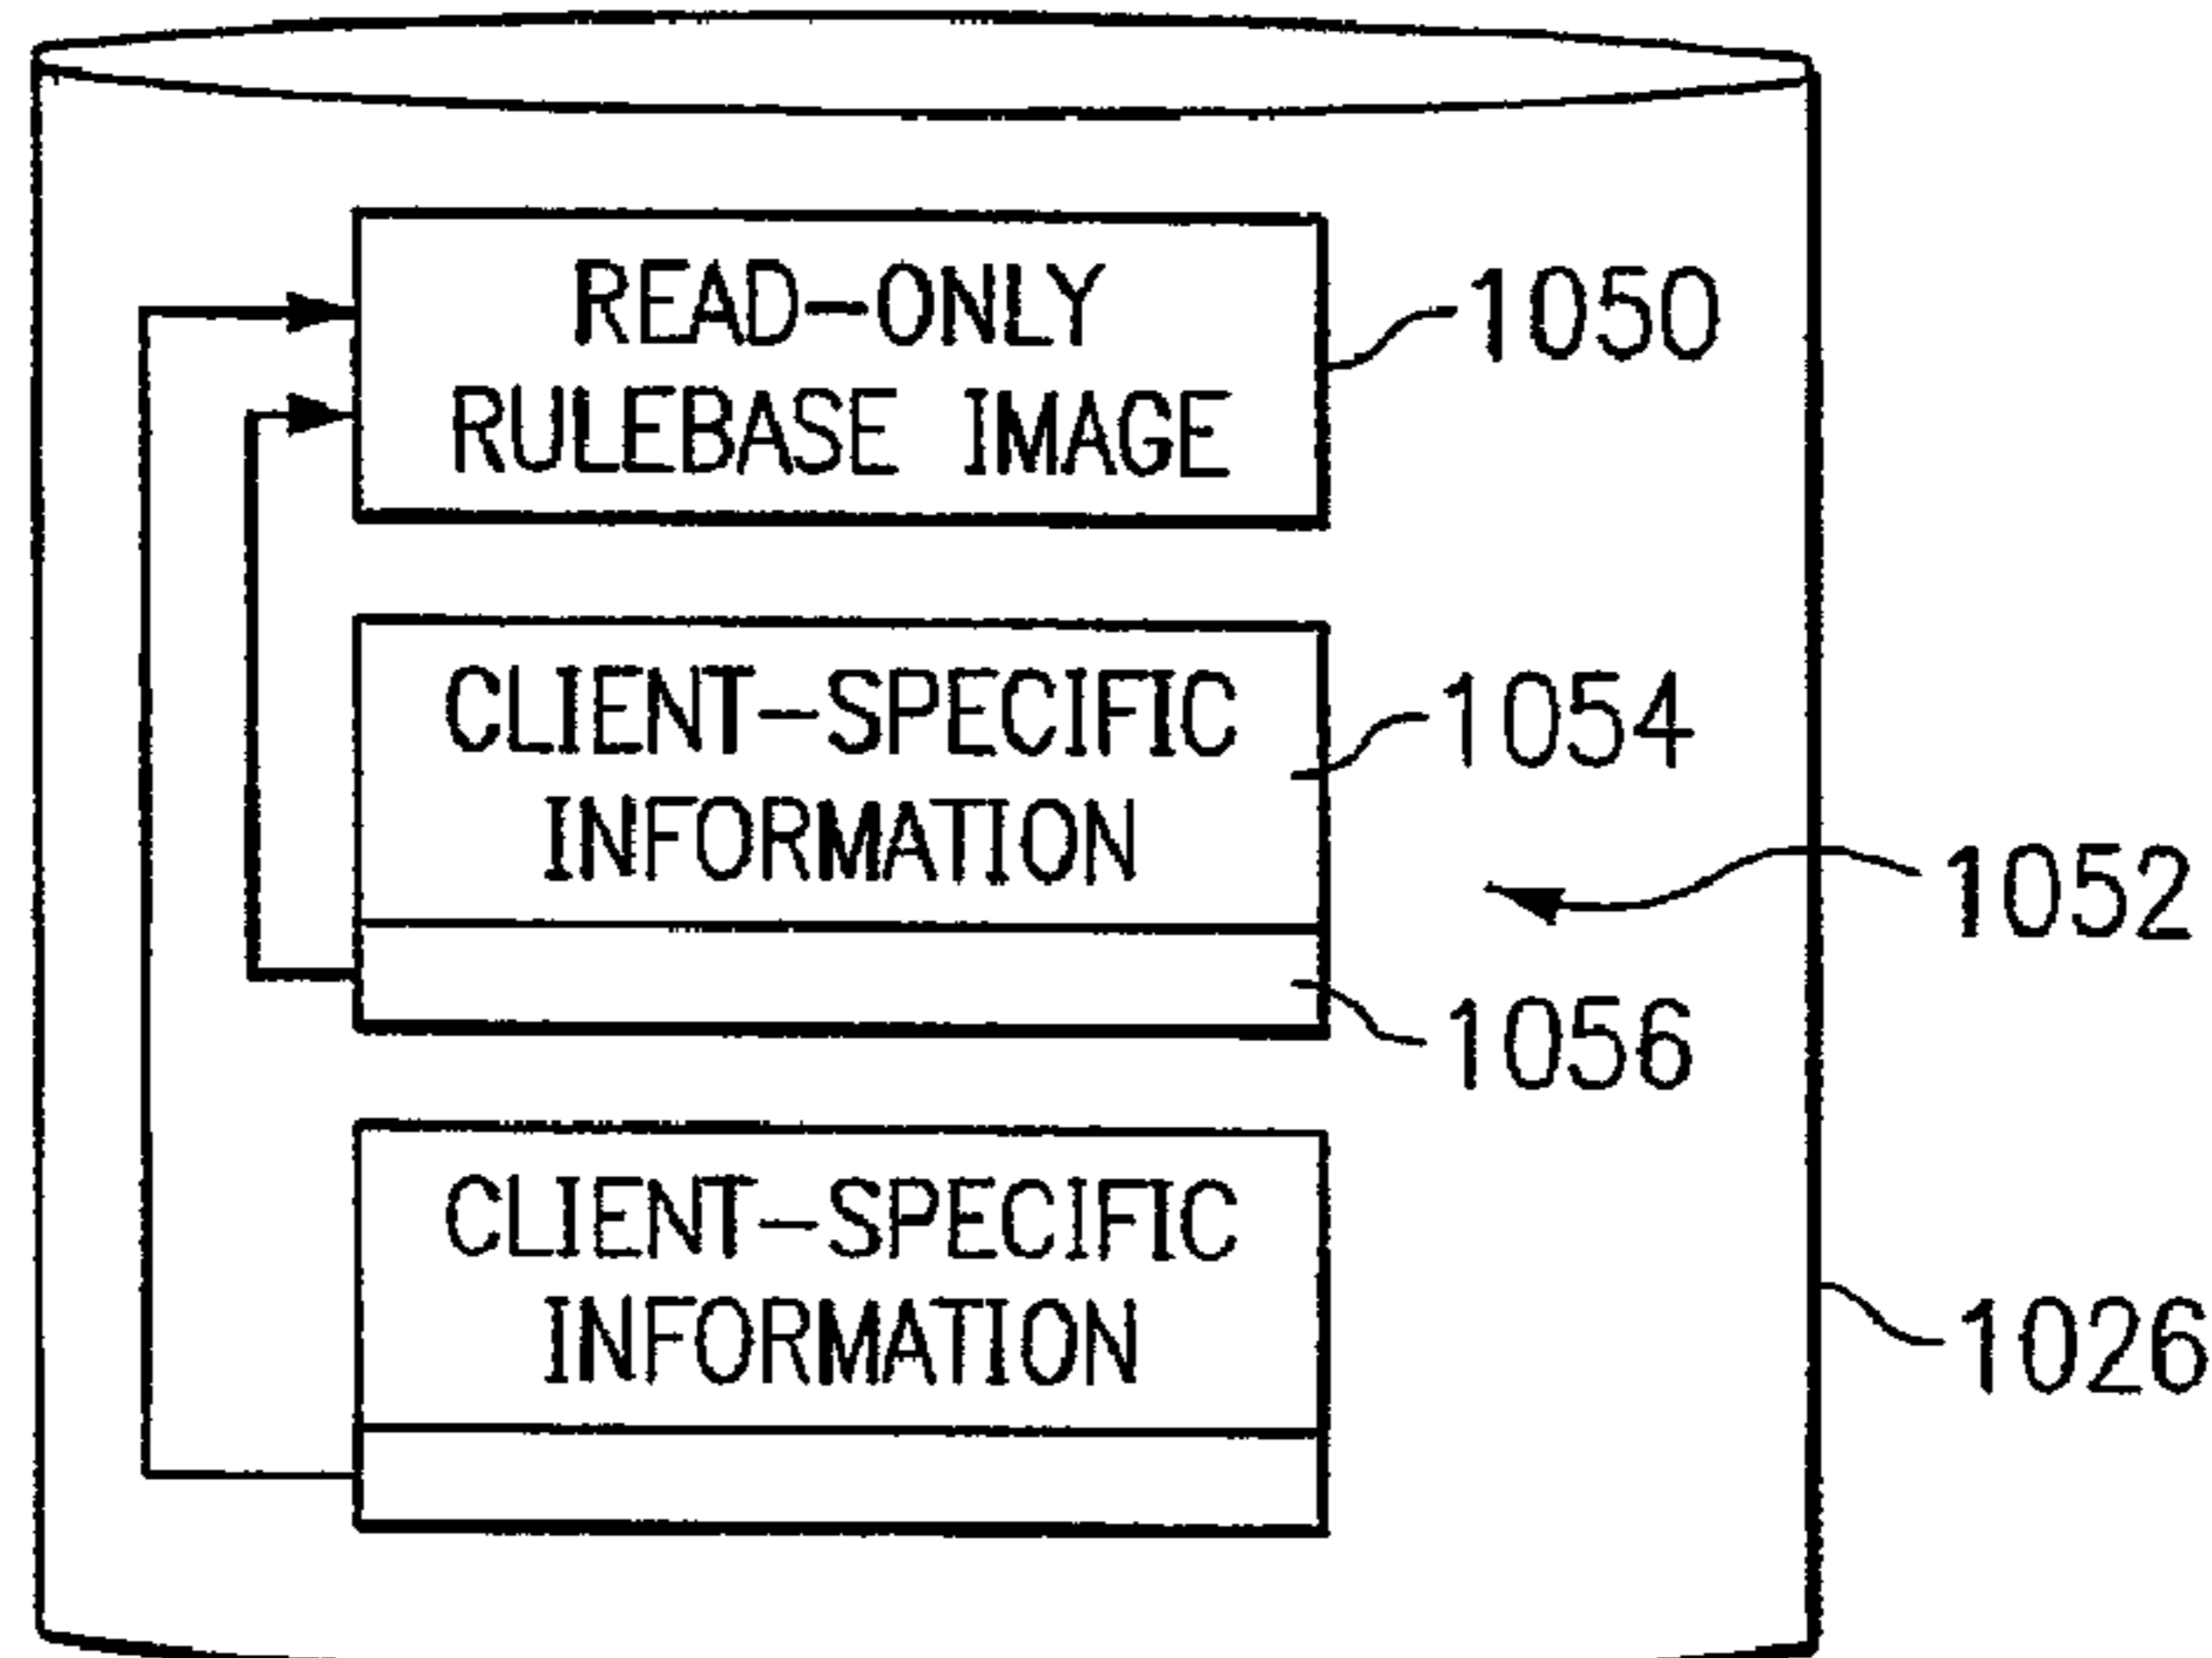 READ-ONLY
RULEBASE IMAGE
1050
CLIENT-SPECIFIC
INFORMATION
1054
1052
1056
CLIENT-SPECIFIC
INFORMATION
1026